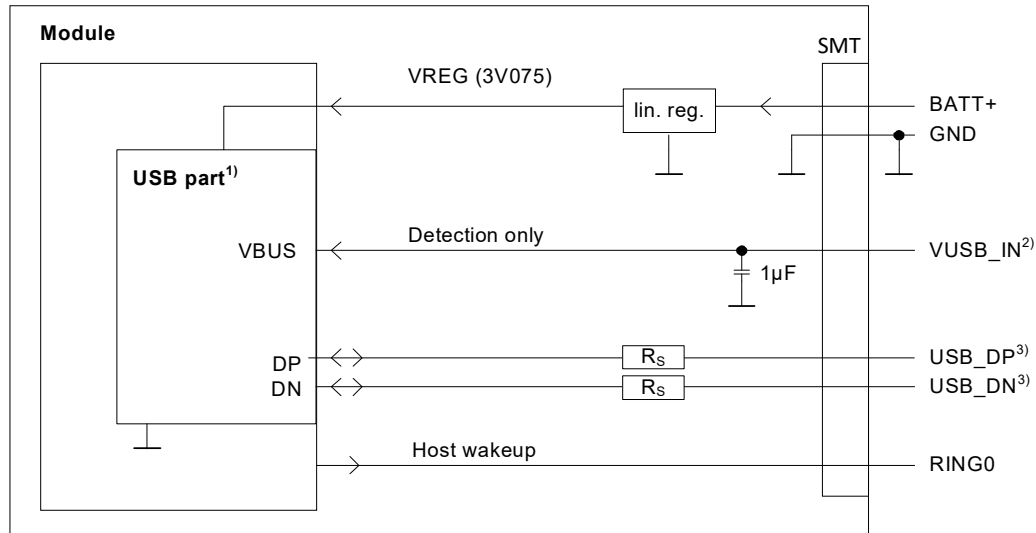 Module
SMT
VREG (3V075)
lin. reg.
BATT+
GND
USB part1)
VBUS
Detection only
1µF
VUSB_IN2)
DP
RS
USB_DP3)
DN
RS
USB_DN3)
Host wakeup
RING0